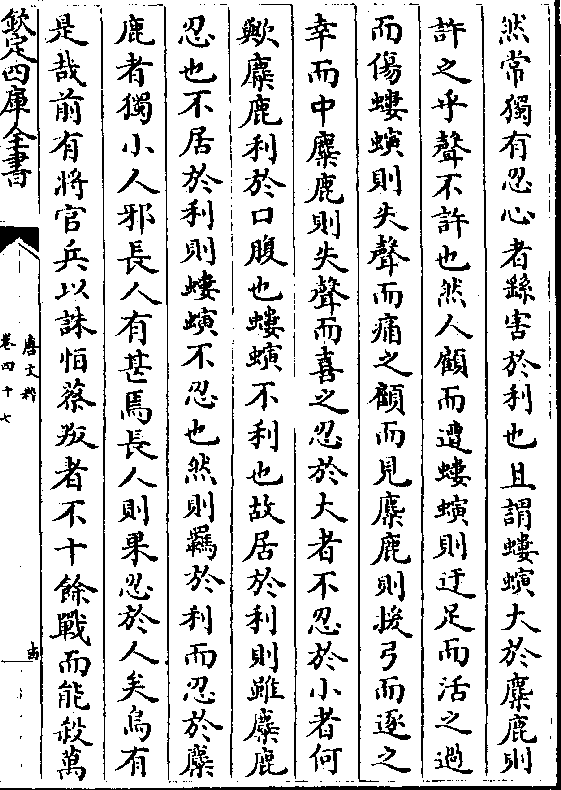 然常獨有忍心者繇害於利也且謂螻螾大於麋鹿則
許之乎聲不許也然人顧而遭螻螾則迂足而活之過
而傷螻螾則失聲而痛之顧而見麋鹿則援弓而逐之
幸而中麋鹿則失聲而喜之忍於大者不忍於小者何
歟麋鹿利於口腹也螻螾不利也故居於利則雖麋鹿
忍也不居於利則螻螾不忍也然則羈於利而忍於麋
鹿者獨小人邪長人有甚焉長人則果忍於人矣烏有
是哉前有將官兵以誅怕蔡叛者不十餘戰而能殺萬
欽定四庫全書
唐文粹
卷四十七